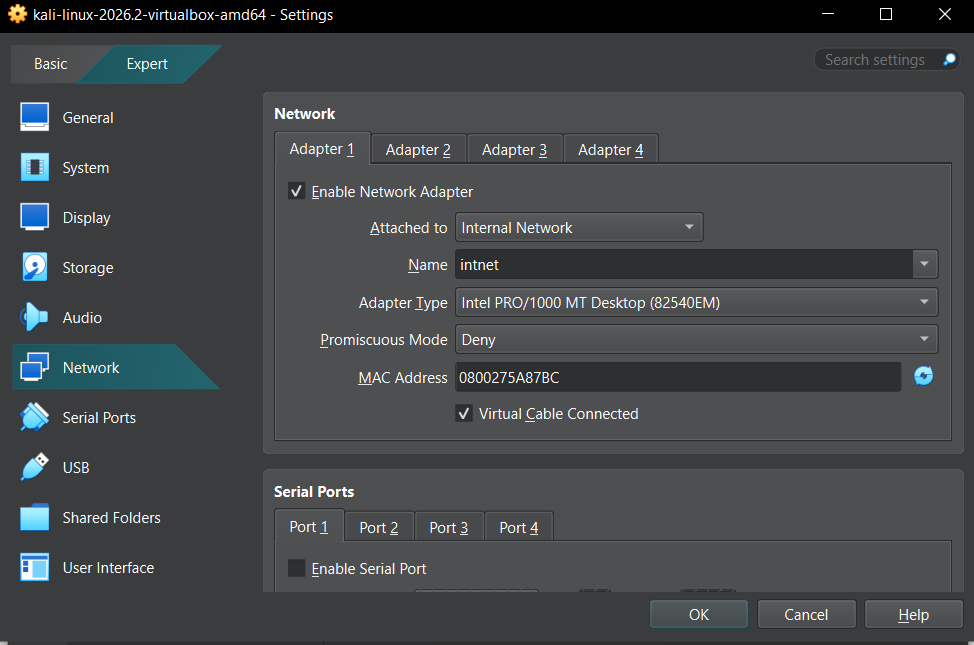 kali-linux-2026.2-virtualbox-amd64 - Settings
Basic
Expert
Search settings
General
System
Display
Storage
Audio
Network
Serial Ports
USB
Shared Folders
User Interface
Network
Adapter 1
Adapter 2
Adapter 3
Adapter 4
Enable Network Adapter
Attached to Internal Network
Name intnet
Adapter Type Intel PRO/1000 MT Desktop (82540EM)
Promiscuous Mode Deny
MAC Address 0800275A87BC
Virtual Cable Connected
Serial Ports
Port 1
Port 2
Port 3
Port 4
Enable Serial Port
OK
Cancel
Help